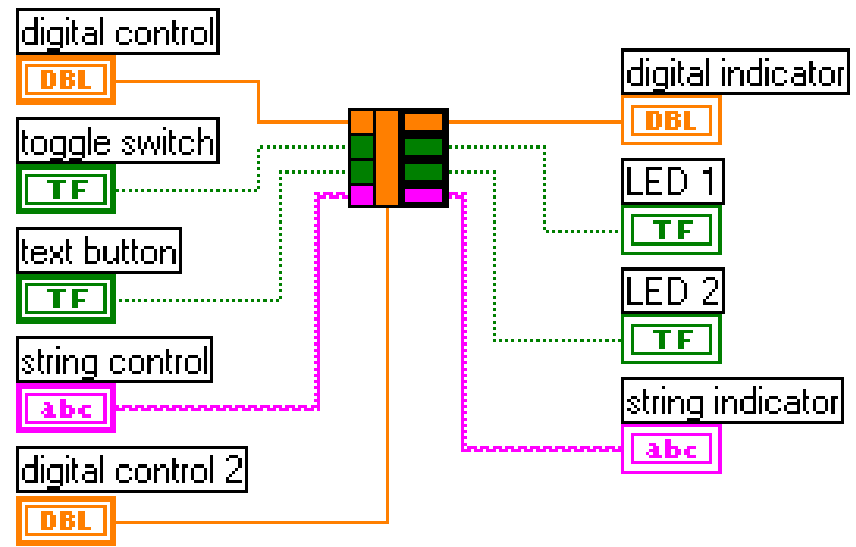 digital control
DBL
toggle switch
TF
text button
TF
string control
abc
digital control 2
DBL
digital indicator
DBL
LED 1
TF
LED 2
TF
string indicator
abc